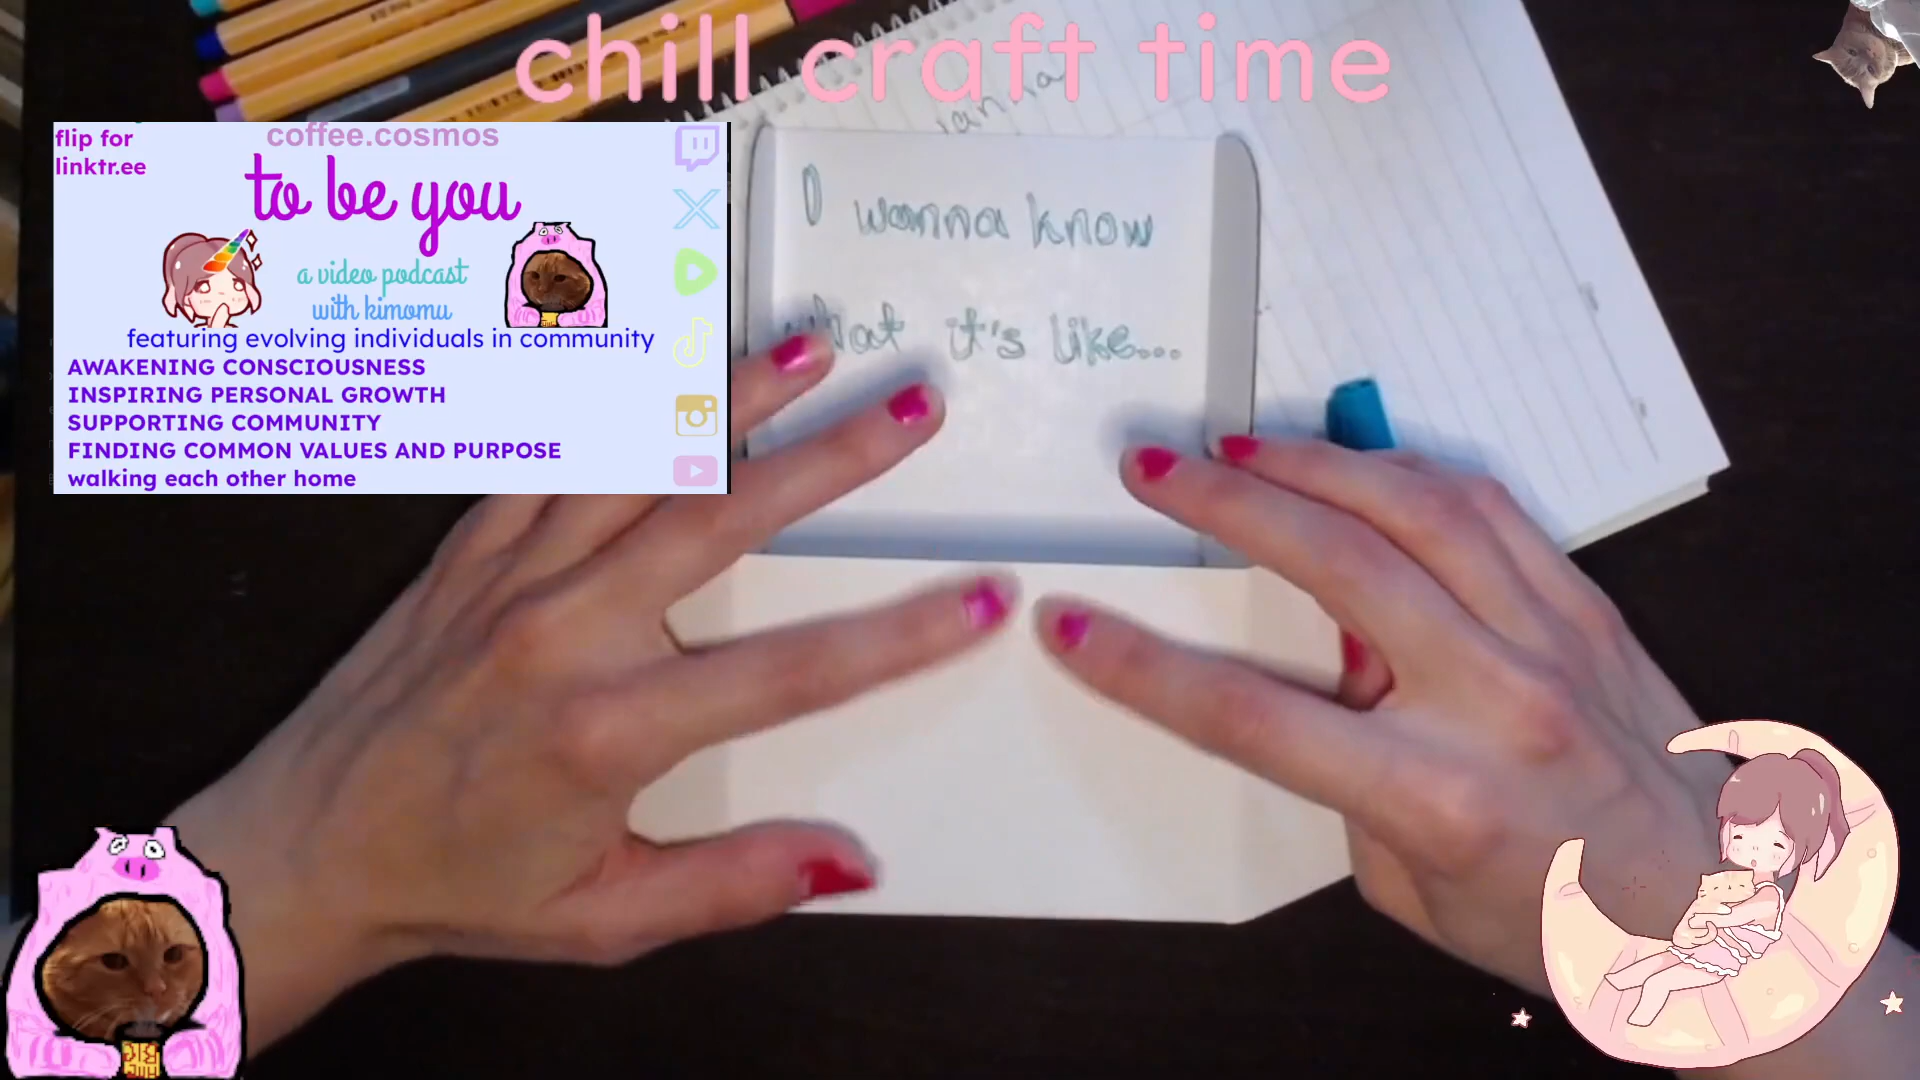 chill craft time
flip for
linktr.ee
coffee.cosmos
to be you
a video podcast
with kimomu
featuring evolving individuals in community
AWAKENING CONSCIOUSNESS
INSPIRING PERSONAL GROWTH
SUPPORTING COMMUNITY
FINDING COMMON VALUES AND PURPOSE
walking each other home
I wanna know
what it's like...